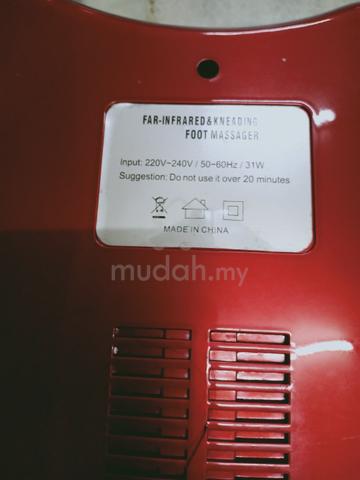 FAR-INFRARED&KNEADING
FOOT MASSAGER
Input: 220V~240V / 50~60Hz / 31W
Suggestion: Do not use it over 20 minutes
MADE IN CHINA
mudah.my